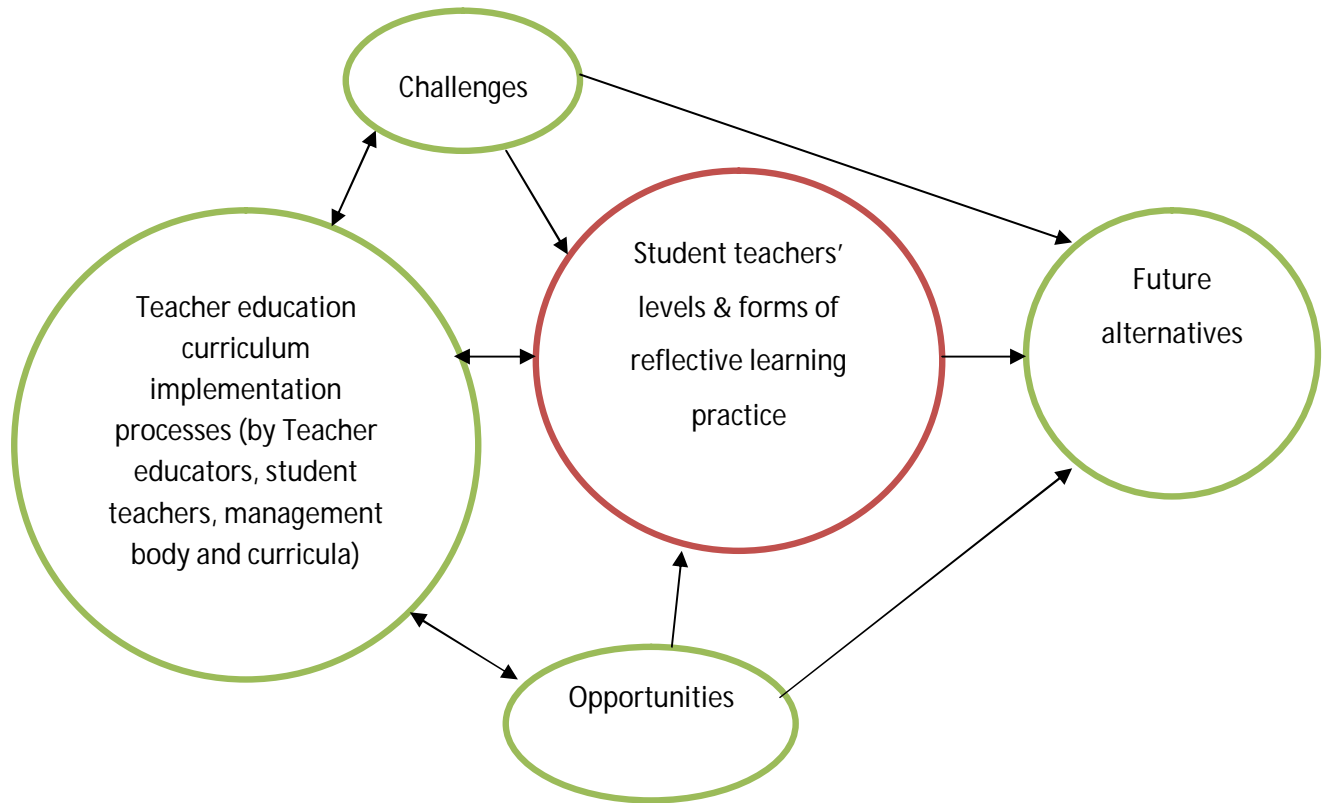 Challenges
Teacher education
curriculum
implementation
processes (by Teacher
educators, student
teachers, management
body and curricula)
Student teachers’
levels & forms of
reflective learning
practice
Future
alternatives
Opportunities